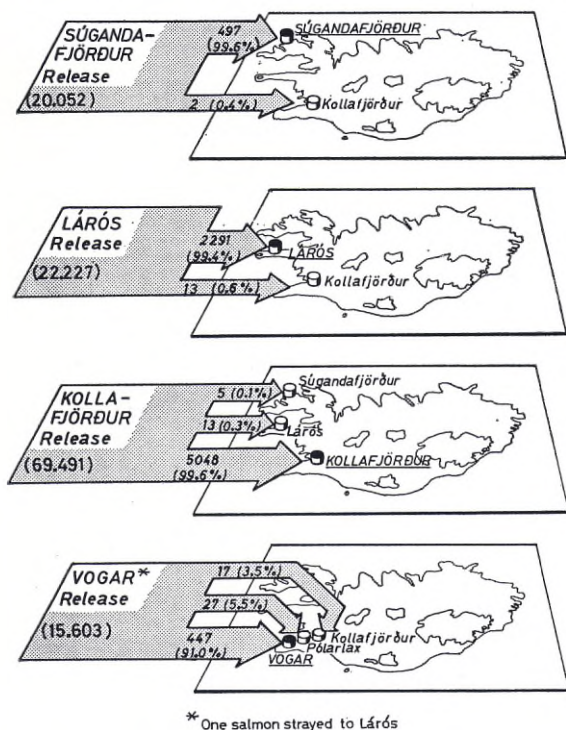 SÚGANDA-
FJÖRÐUR
Release
(20.052)
497
(99.6%)
2 (0.4%)
SÚGANDAFJÖRÐUR
Kollafjörður
LÁRÓS
Release
(22.227)
2291
(99.4%)
13 (0.6%)
LÁRÓS
Kollafjörður
KOLLA-
FJÖRÐUR
Release
(69.491)
5 (0.1%)
13 (0.3%)
5048
(99.6%)
Súgandafjörður
Lárós
KOLLAFJÖRÐUR
VOGAR*
Release
(15.603)
17 (3.5%)
27 (5.5%)
447
(91.0%)
Kollafjörður
Pólarlax
VOGAR
* One salmon strayed to Lárós